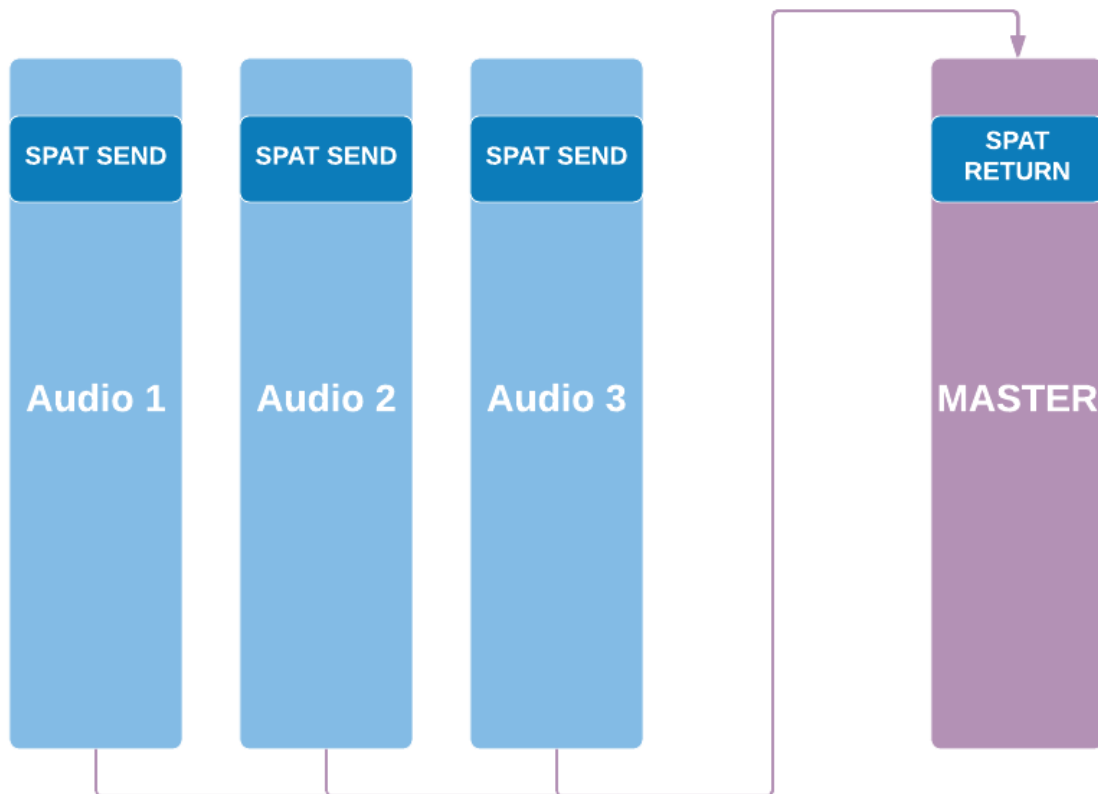 SPAT SEND
SPAT SEND
SPAT SEND
SPAT
RETURN
Audio 1
Audio 2
Audio 3
MASTER